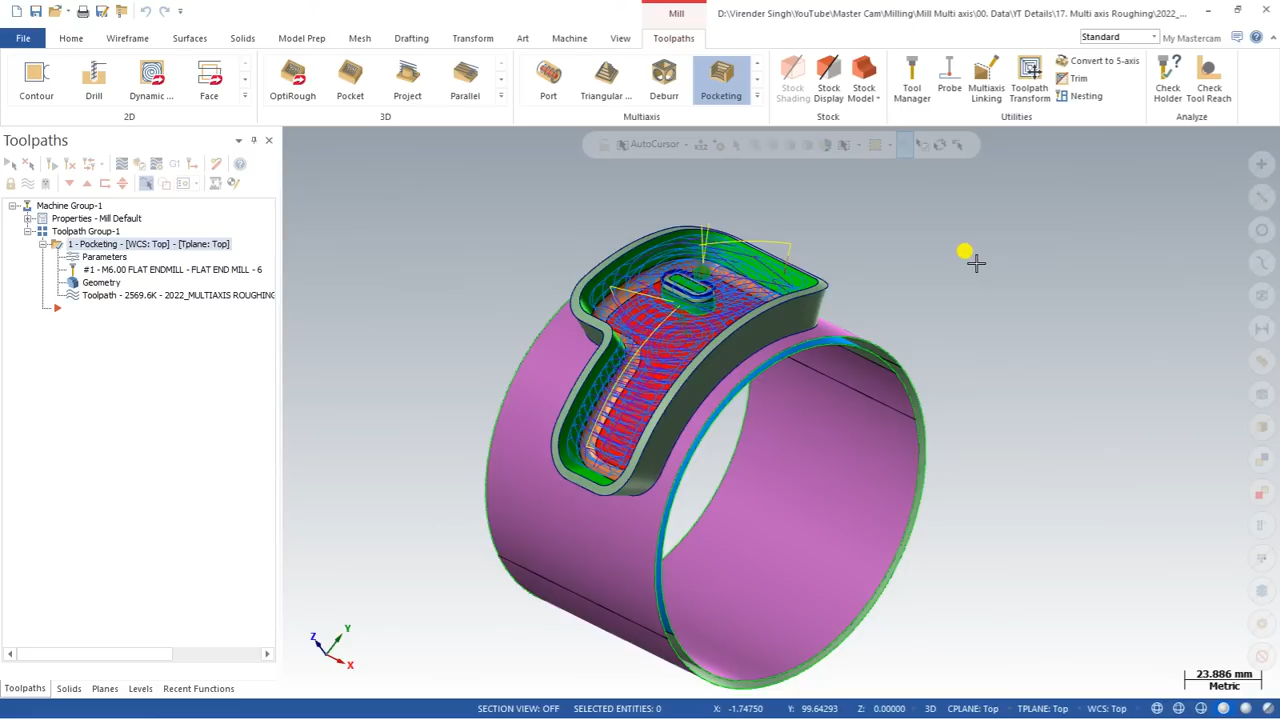 Mill
D:\Virender Singh\YouTube\Master Cam\Milling\Mill Multi axis\00. Data\YT Details\17. Multi axis Roughing\2022_...
File Home Wireframe Surfaces Solids Model Prep Mesh Drafting Transform Art Machine View Toolpaths
Standard My Mastercam
Contour Drill Dynamic ... Face
OptiRough Pocket Project Parallel
Port Triangular ... Deburr Pocketing
Stock Shading Stock Display Stock Model
Tool Manager Probe Multiaxis Linking Toolpath Transform
Convert to 5-axis
Trim
Nesting
Check Holder Check Tool Reach
2D 3D Multiaxis Stock Utilities Analyze
Toolpaths
AutoCursor
G1
Machine Group-1
Properties - Mill Default
Toolpath Group-1
1 - Pocketing - [WCS: Top] - [Tplane: Top]
Parameters
#1 - M6.00 FLAT ENDMILL - FLAT END MILL - 6
Geometry
Toolpath - 2569.6K - 2022_MULTIAXIS ROUGHING
Z Y X
23.886 mm
Metric
Toolpaths Solids Planes Levels Recent Functions
SECTION VIEW: OFF SELECTED ENTITIES: 0 X: -1.74750 Y: 99.64293 Z: 0.00000 3D CPLANE: Top TPLANE: Top WCS: Top